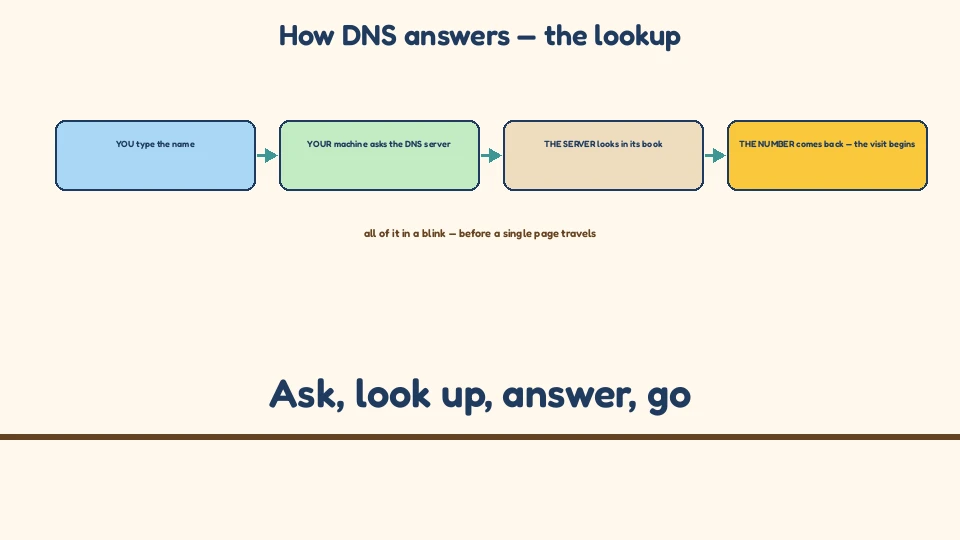 How DNS answers — the lookup
YOU type the name
YOUR machine asks the DNS server
THE SERVER looks in its book
THE NUMBER comes back — the visit begins
all of it in a blink — before a single page travels
Ask, look up, answer, go